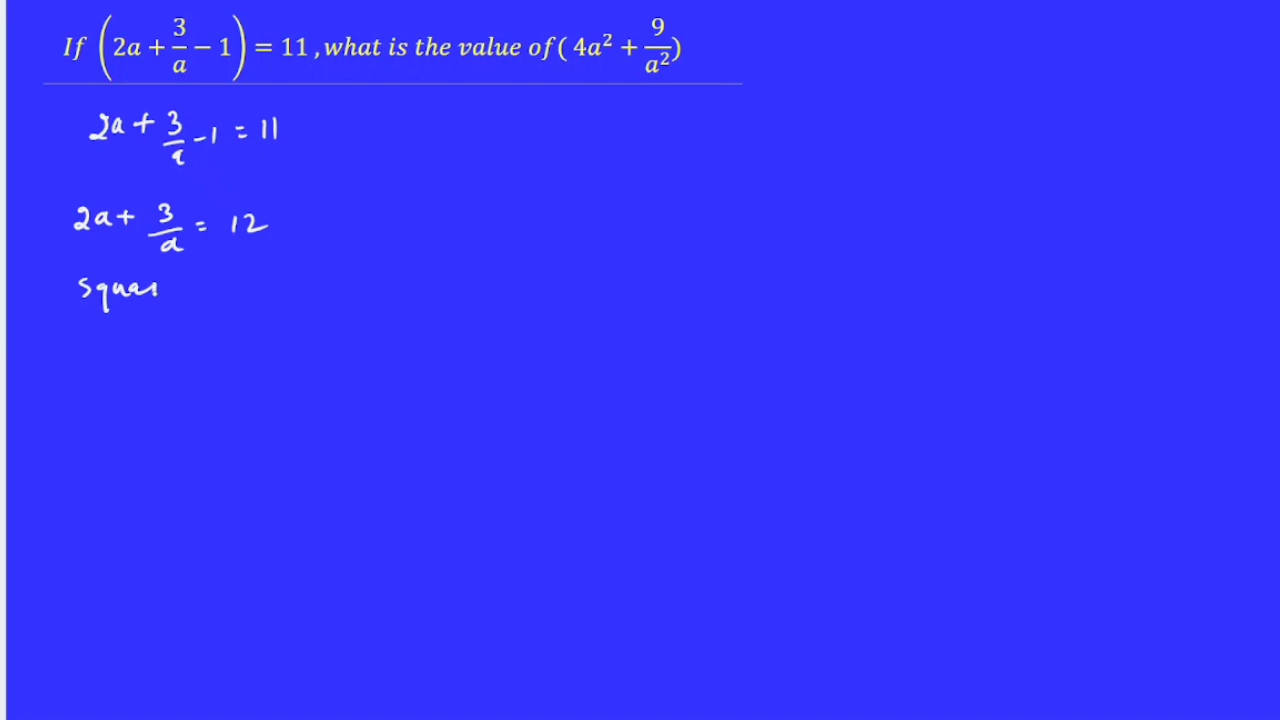 If (2a + 3/a − 1) = 11 , what is the value of ( 4a² + 9/a²)
2a + 3/a - 1 = 11
2a + 3/a = 12
squar